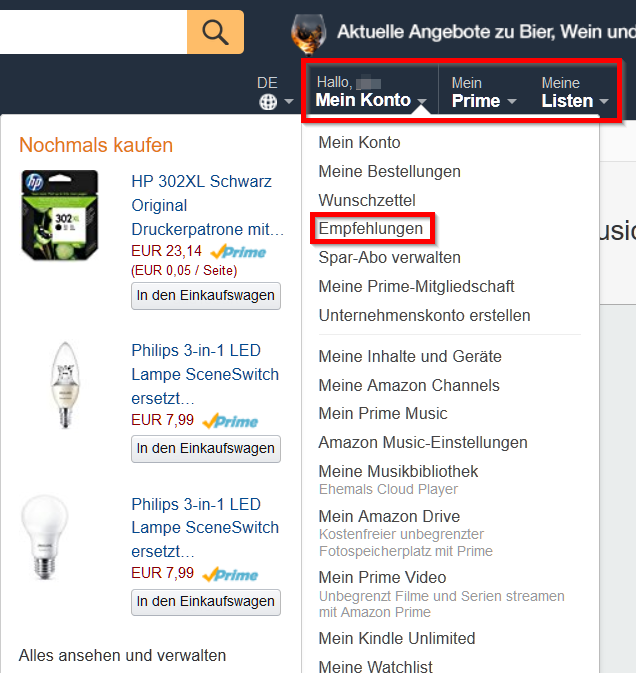 Aktuelle Angebote zu Bier, Wein und
DE
Hallo,
Mein Konto
Mein
Prime
Meine
Listen
Nochmals kaufen
hp
302XL
HP 302XL Schwarz
Original
Druckerpatrone mit…
EUR 23,14 Prime
(EUR 0,05 / Seite)
In den Einkaufswagen
Philips 3-in-1 LED
Lampe SceneSwitch
ersetzt…
EUR 7,99 Prime
In den Einkaufswagen
Philips 3-in-1 LED
Lampe SceneSwitch
ersetzt…
EUR 7,99 Prime
In den Einkaufswagen
Alles ansehen und verwalten
Mein Konto
Meine Bestellungen
Wunschzettel
Empfehlungen
Spar-Abo verwalten
Meine Prime-Mitgliedschaft
Unternehmenskonto erstellen
Meine Inhalte und Geräte
Meine Amazon Channels
Mein Prime Music
Amazon Music-Einstellungen
Meine Musikbibliothek
Ehemals Cloud Player
Mein Amazon Drive
Kostenfreier unbegrenzter
Fotospeicherplatz mit Prime
Mein Prime Video
Unbegrenzt Filme und Serien streamen
mit Amazon Prime
Mein Kindle Unlimited
Meine Watchlist
usic